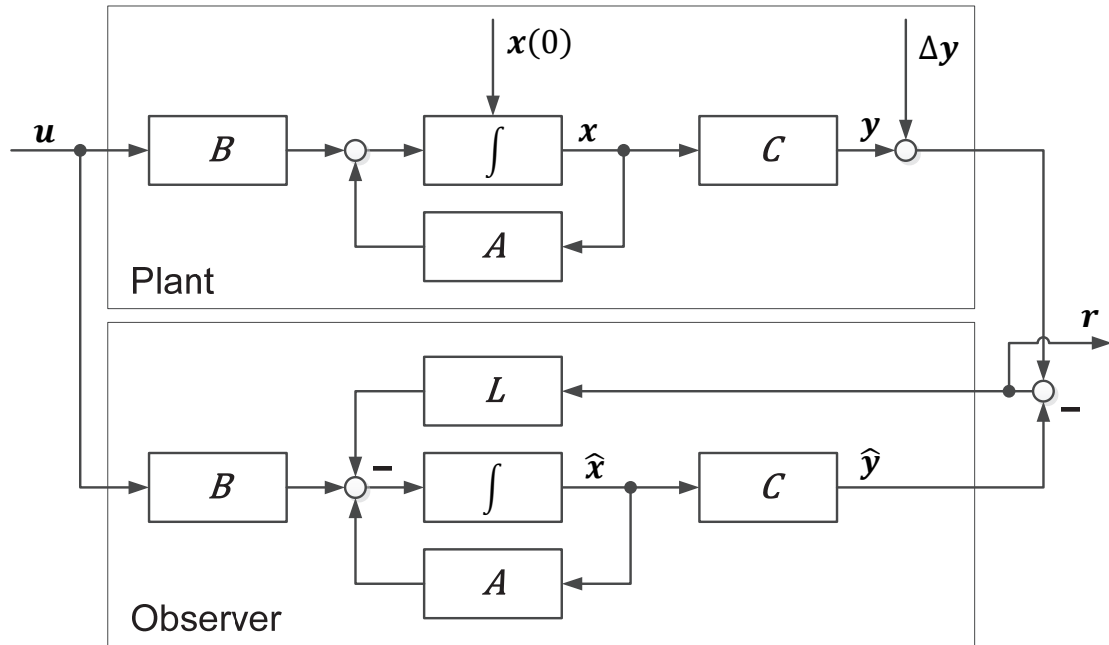 x(0)
Δy
u
B
∫
x
C
y
A
Plant
r
L
−
B
−
∫
x̂
C
ŷ
A
Observer